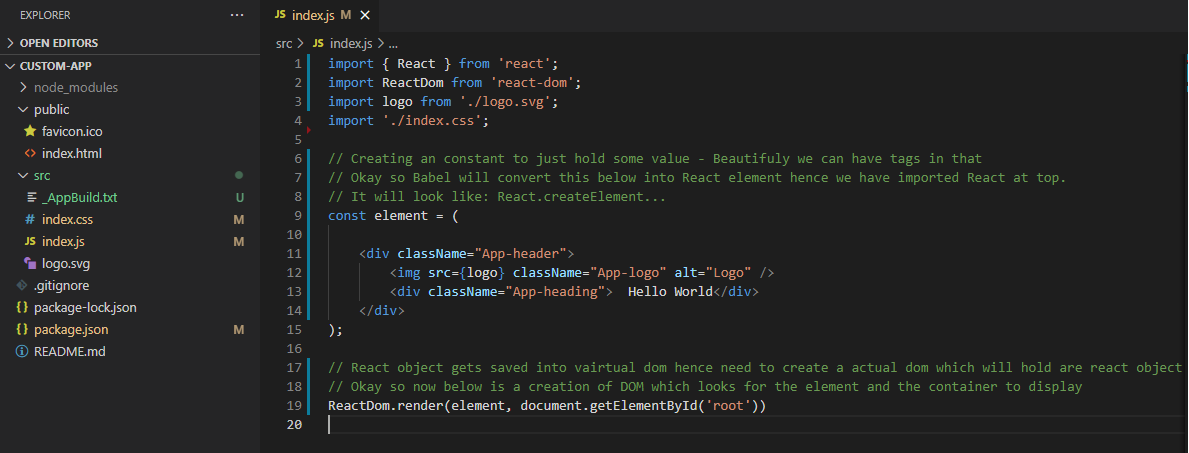 EXPLORER
OPEN EDITORS
CUSTOM-APP
node_modules
public
favicon.ico
<> index.html
src
_AppBuild.txt U
# index.css M
JS index.js M
logo.svg
.gitignore
{} package-lock.json
{} package.json M
README.md
JS index.js M
src > JS index.js > ...
1 import { React } from 'react';
2 import ReactDom from 'react-dom';
3 import logo from './logo.svg';
4 import './index.css';
5
6 // Creating an constant to just hold some value - Beautifuly we can have tags in that
7 // Okay so Babel will convert this below into React element hence we have imported React at top.
8 // It will look like: React.createElement...
9 const element = (
10
11 <div className="App-header">
12 <img src={logo} className="App-logo" alt="Logo" />
13 <div className="App-heading">  Hello World</div>
14 </div>
15 );
16
17 // React object gets saved into vairtual dom hence need to create a actual dom which will hold are react object
18 // Okay so now below is a creation of DOM which looks for the element and the container to display
19 ReactDom.render(element, document.getElementById('root'))
20